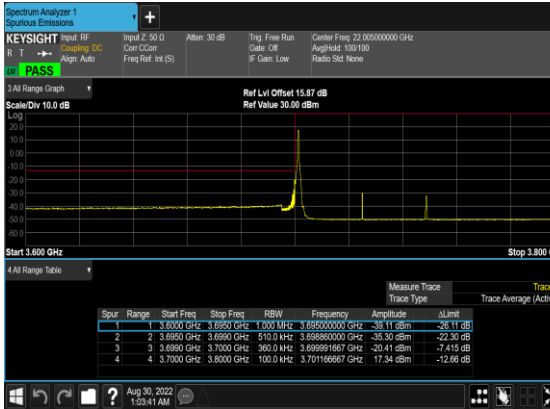 Spectrum Analyzer 1
Spurious Emissions
+
KEYSIGHT Input: RF Input Z: 50 Ω Atten: 30 dB Trig: Free Run Center Freq: 22.005000000 GHz
R T Coupling: DC Corr CCorr Gate: Off Avg|Hold: 100/100
Align: Auto Freq Ref: Int (S) IF Gain: Low Radio Std: None
PASS
3 All Range Graph
Ref Lvl Offset 15.87 dB
Scale/Div 10.0 dB Ref Value 30.00 dBm
Log
20.0
10.0
0.00
-10.0
-20.0
-30.0
-40.0
-50.0
-60.0
Start 3.600 GHz Stop 3.800
4 All Range Table
Measure Trace Trace
Trace Type Trace Average (Acti
Spur Range Start Freq Stop Freq RBW Frequency Amplitude ΔLimit
1 1 3.6000 GHz 3.6950 GHz 1.000 MHz 3.695000000 GHz -39.11 dBm -26.11 dB
2 2 3.6950 GHz 3.6990 GHz 510.0 kHz 3.698860000 GHz -35.30 dBm -22.30 dB
3 3 3.6990 GHz 3.7000 GHz 360.0 kHz 3.699991667 GHz -20.41 dBm -7.415 dB
4 4 3.7000 GHz 3.8000 GHz 100.0 kHz 3.701166667 GHz 17.34 dBm -12.66 dB
? Aug 30, 2022
1:03:41 AM